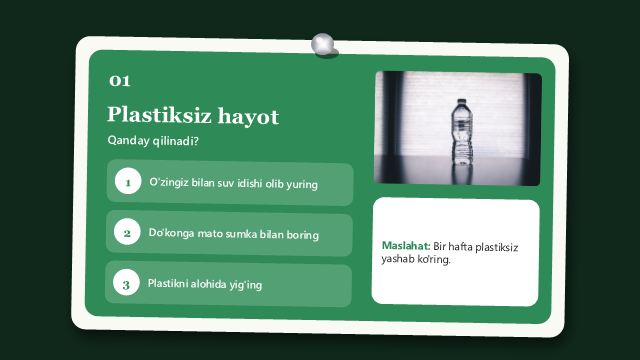 01
Plastiksiz hayot
Qanday qilinadi?
1 O'zingiz bilan suv idishi olib yuring
2 Do'konga mato sumka bilan boring
3 Plastikni alohida yig'ing
Maslahat: Bir hafta plastiksiz
yashab ko'ring.